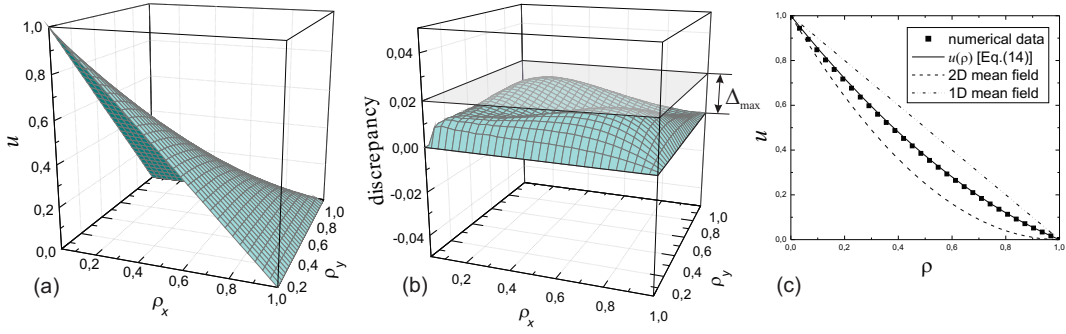 1,0
0,8
0,6
0,4
0,2
0,0
u
0,2
0,4
0,6
0,8
1,0
ρx
0,2
0,4
0,6
0,8
1,0
ρy
(a)
0,04
0,02
0,00
-0,02
-0,04
discrepancy
Δmax
0,2
0,4
0,6
0,8
1,0
ρx
0,2
0,4
0,6
0,8
1,0
ρy
(b)
numerical data
u(ρ) [Eq.(14)]
2D mean field
1D mean field
1,0
0,8
0,6
0,4
0,2
0,0
u
0,0
0,2
0,4
0,6
0,8
1,0
ρ
(c)